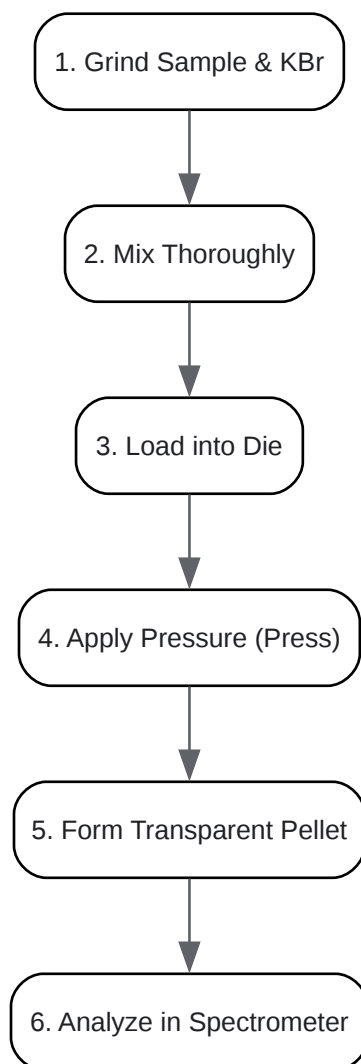 1. Grind Sample & KBr
2. Mix Thoroughly
3. Load into Die
4. Apply Pressure (Press)
5. Form Transparent Pellet
6. Analyze in Spectrometer